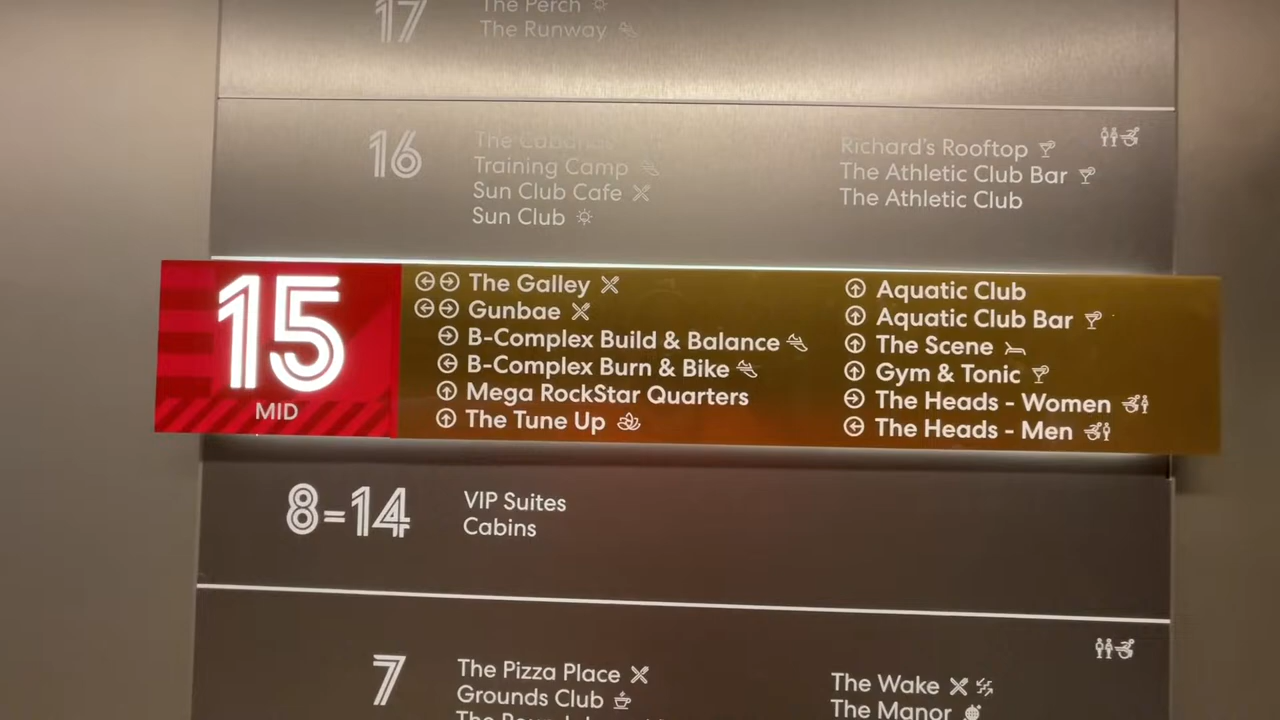 17
The Perch
The Runway
16
The Cabanas
Training Camp
Sun Club Cafe
Sun Club
Richard's Rooftop
The Athletic Club Bar
The Athletic Club
15
MID
The Galley
Gunbae
B-Complex Build & Balance
B-Complex Burn & Bike
Mega RockStar Quarters
The Tune Up
Aquatic Club
Aquatic Club Bar
The Scene
Gym & Tonic
The Heads - Women
The Heads - Men
8=14
VIP Suites
Cabins
7
The Pizza Place
Grounds Club
The
The Wake
The Manor